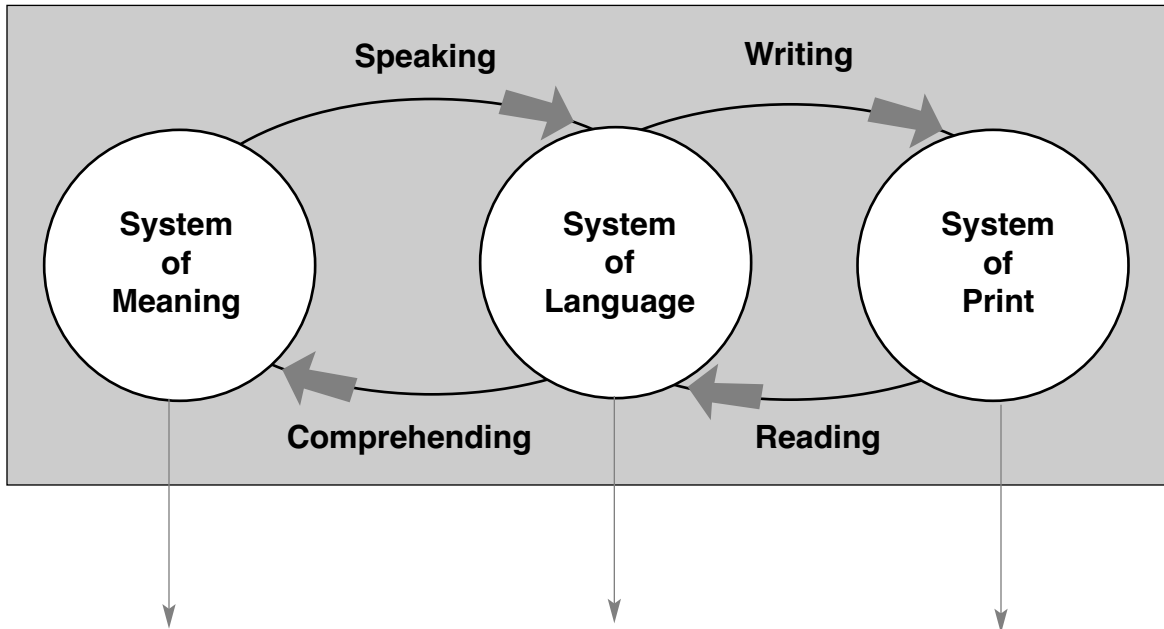 Speaking
Writing
System
of
Meaning
System
of
Language
System
of
Print
Comprehending
Reading